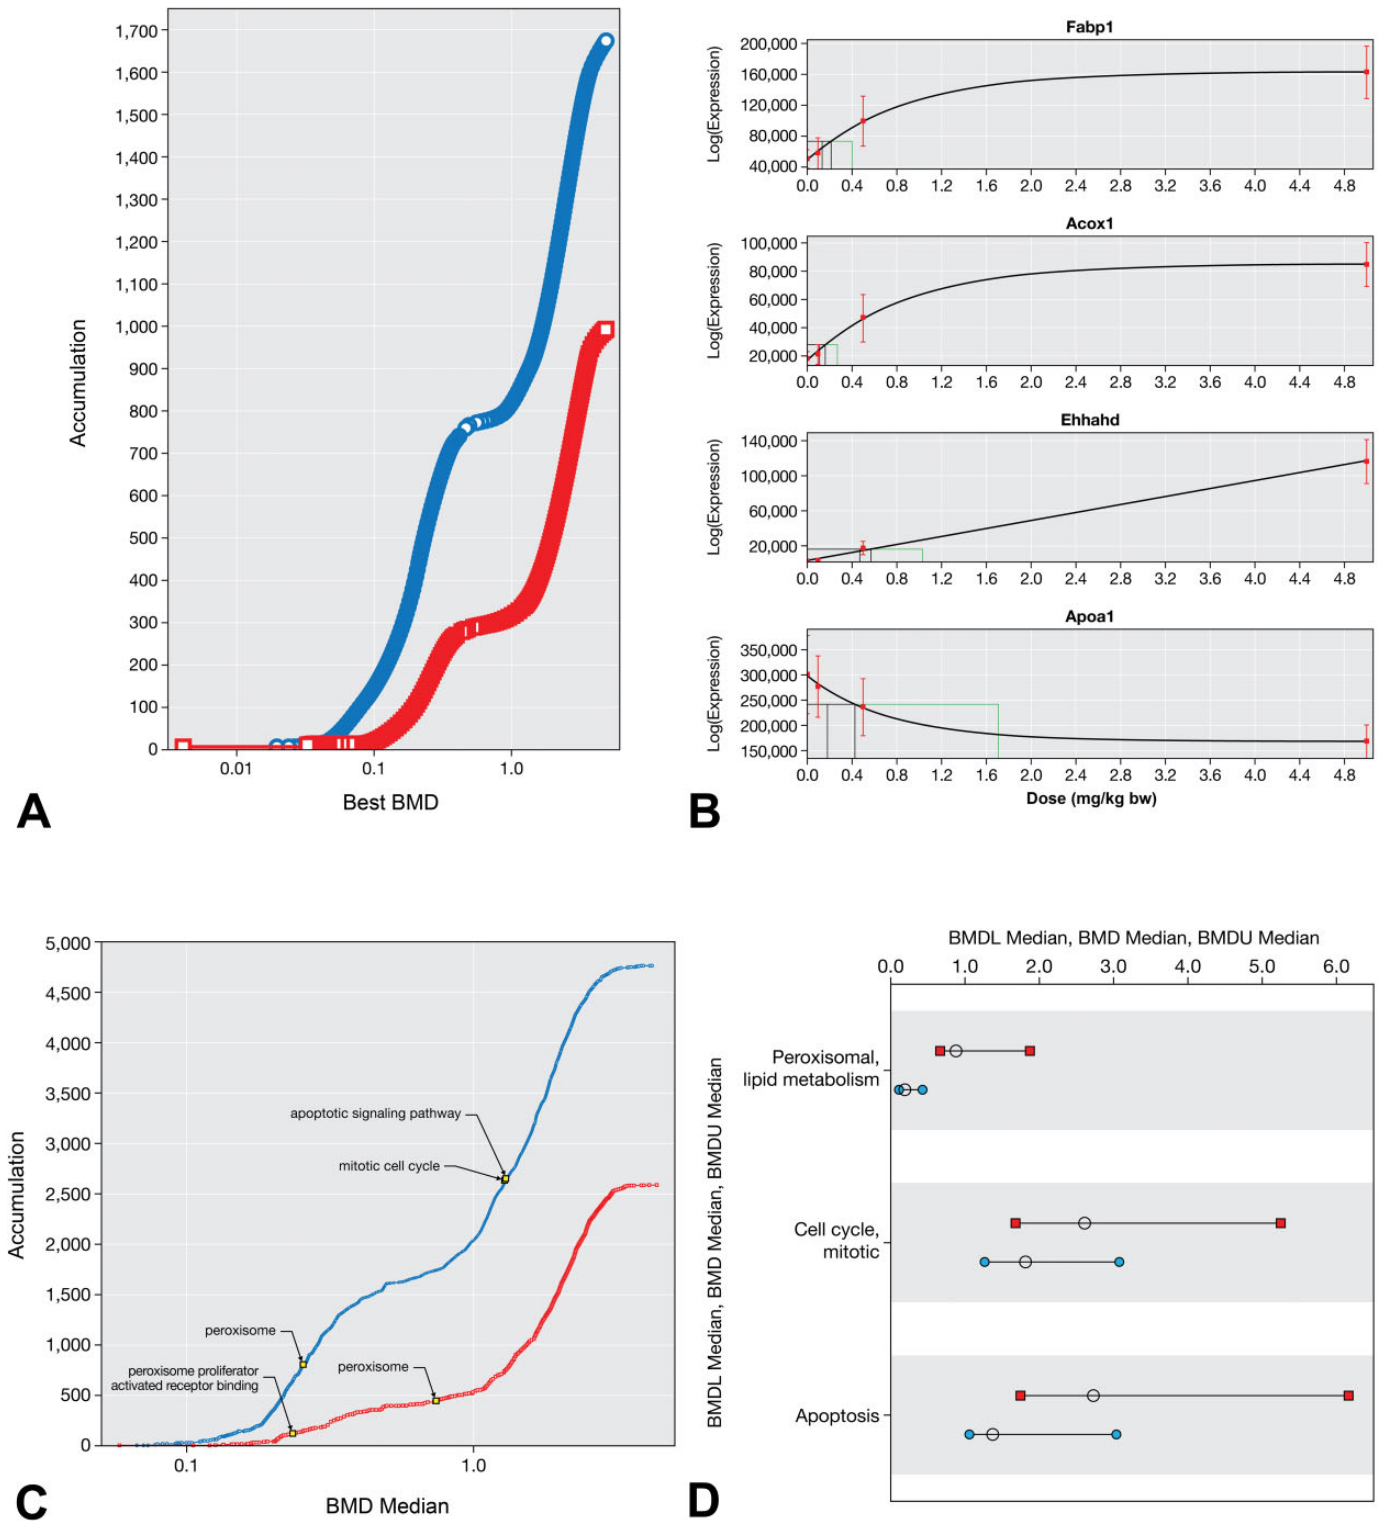 1,700
1,600
1,500
1,400
1,300
1,200
1,100
1,000
900
800
700
600
500
400
300
200
100
0
Accumulation
0.01 0.1 1.0
Best BMD
A
Fabp1
Log(Expression)
200,000
160,000
120,000
80,000
40,000
0.0 0.4 0.8 1.2 1.6 2.0 2.4 2.8 3.2 3.6 4.0 4.4 4.8
Acox1
Log(Expression)
100,000
80,000
60,000
40,000
20,000
0.0 0.4 0.8 1.2 1.6 2.0 2.4 2.8 3.2 3.6 4.0 4.4 4.8
Ehhahd
Log(Expression)
140,000
100,000
60,000
20,000
0.0 0.4 0.8 1.2 1.6 2.0 2.4 2.8 3.2 3.6 4.0 4.4 4.8
Apoa1
Log(Expression)
350,000
300,000
250,000
200,000
150,000
0.0 0.4 0.8 1.2 1.6 2.0 2.4 2.8 3.2 3.6 4.0 4.4 4.8
Dose (mg/kg bw)
B
5,000
4,500
4,000
3,500
3,000
2,500
2,000
1,500
1,000
500
0
Accumulation
apoptotic signaling pathway
mitotic cell cycle
peroxisome
peroxisome proliferator
activated receptor binding
peroxisome
0.1 1.0
BMD Median
C
BMDL Median, BMD Median, BMDU Median
0.0 1.0 2.0 3.0 4.0 5.0 6.0
BMDL Median, BMD Median, BMDU Median
Peroxisomal,
lipid metabolism
Cell cycle,
mitotic
Apoptosis
D